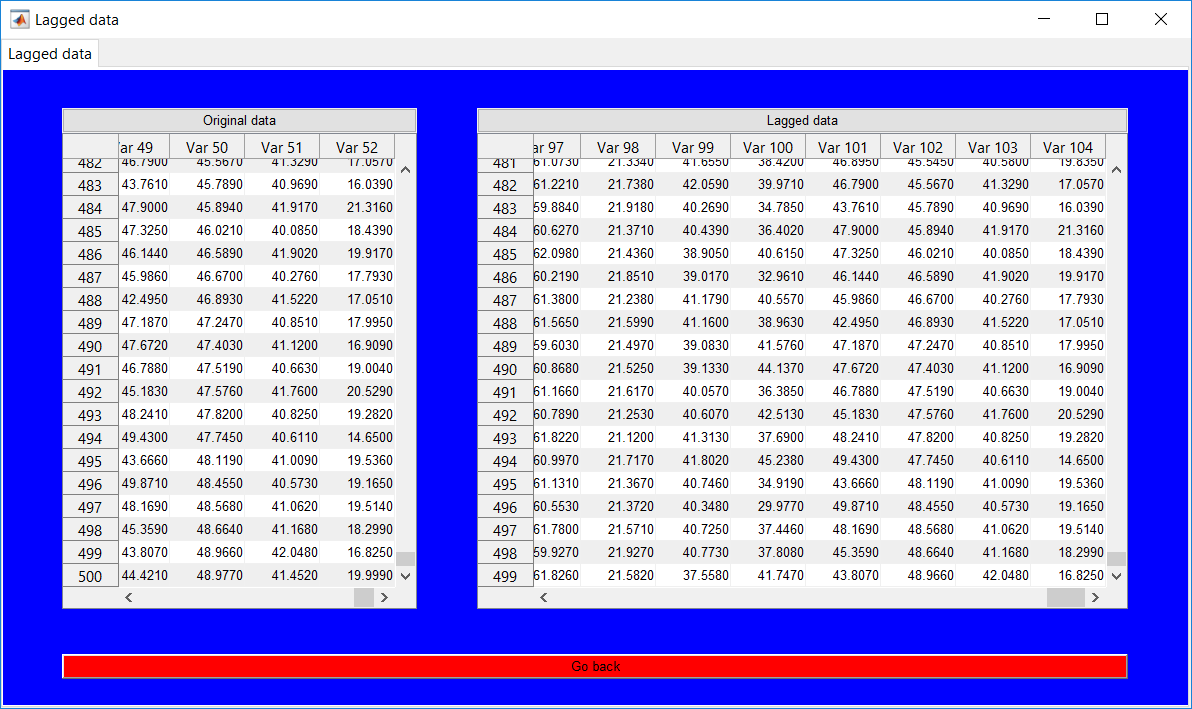 Lagged data
Lagged data
Original data
ar 49 Var 50 Var 51 Var 52
482 46.7900 45.5670 41.3290 17.0570
483 43.7610 45.7890 40.9690 16.0390
484 47.9000 45.8940 41.9170 21.3160
485 47.3250 46.0210 40.0850 18.4390
486 46.1440 46.5890 41.9020 19.9170
487 45.9860 46.6700 40.2760 17.7930
488 42.4950 46.8930 41.5220 17.0510
489 47.1870 47.2470 40.8510 17.9950
490 47.6720 47.4030 41.1200 16.9090
491 46.7880 47.5190 40.6630 19.0040
492 45.1830 47.5760 41.7600 20.5290
493 48.2410 47.8200 40.8250 19.2820
494 49.4300 47.7450 40.6110 14.6500
495 43.6660 48.1190 41.0090 19.5360
496 49.8710 48.4550 40.5730 19.1650
497 48.1690 48.5680 41.0620 19.5140
498 45.3590 48.6640 41.1680 18.2990
499 43.8070 48.9660 42.0480 16.8250
500 44.4210 48.9770 41.4520 19.9990
Lagged data
ar 97 Var 98 Var 99 Var 100 Var 101 Var 102 Var 103 Var 104
481 61.0730 21.3340 41.6550 38.4200 46.8950 45.5450 40.5800 19.8350
482 61.2210 21.7380 42.0590 39.9710 46.7900 45.5670 41.3290 17.0570
483 59.8840 21.9180 40.2690 34.7850 43.7610 45.7890 40.9690 16.0390
484 60.6270 21.3710 40.4390 36.4020 47.9000 45.8940 41.9170 21.3160
485 62.0980 21.4360 38.9050 40.6150 47.3250 46.0210 40.0850 18.4390
486 60.2190 21.8510 39.0170 32.9610 46.1440 46.5890 41.9020 19.9170
487 61.3800 21.2380 41.1790 40.5570 45.9860 46.6700 40.2760 17.7930
488 61.5650 21.5990 41.1600 38.9630 42.4950 46.8930 41.5220 17.0510
489 59.6030 21.4970 39.0830 41.5760 47.1870 47.2470 40.8510 17.9950
490 60.8680 21.5250 39.1330 44.1370 47.6720 47.4030 41.1200 16.9090
491 61.1660 21.6170 40.0570 36.3850 46.7880 47.5190 40.6630 19.0040
492 60.7890 21.2530 40.6070 42.5130 45.1830 47.5760 41.7600 20.5290
493 61.8220 21.1200 41.3130 37.6900 48.2410 47.8200 40.8250 19.2820
494 60.9970 21.7170 41.8020 45.2380 49.4300 47.7450 40.6110 14.6500
495 61.1310 21.3670 40.7460 34.9190 43.6660 48.1190 41.0090 19.5360
496 60.5530 21.3720 40.3480 29.9770 49.8710 48.4550 40.5730 19.1650
497 61.7800 21.5710 40.7250 37.4460 48.1690 48.5680 41.0620 19.5140
498 59.9270 21.9270 40.7730 37.8080 45.3590 48.6640 41.1680 18.2990
499 61.8260 21.5820 37.5580 41.7470 43.8070 48.9660 42.0480 16.8250
Go back